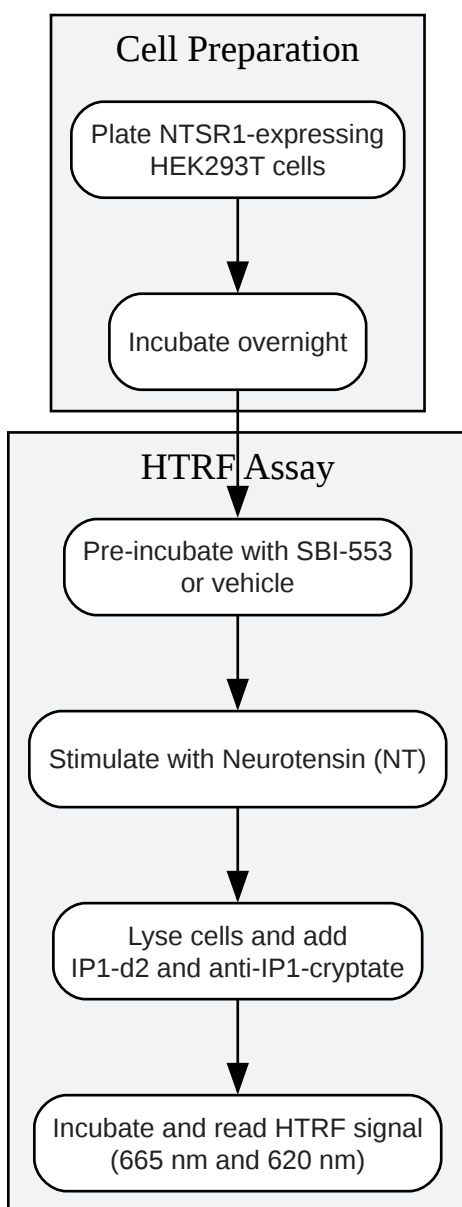 Cell Preparation
Plate NTSR1-expressing
HEK293T cells
Incubate overnight
HTRF Assay
Pre-incubate with SBI-553
or vehicle
Stimulate with Neurotensin (NT)
Lyse cells and add
IP1-d2 and anti-IP1-cryptate
Incubate and read HTRF signal
(665 nm and 620 nm)